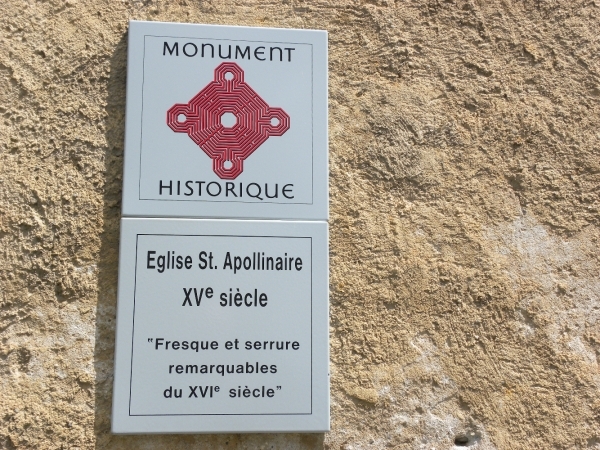 MONUMENT
HISTORIQUE
Eglise St. Apollinaire
XVe siècle
"Fresque et serrure
remarquables
du XVIe siècle"